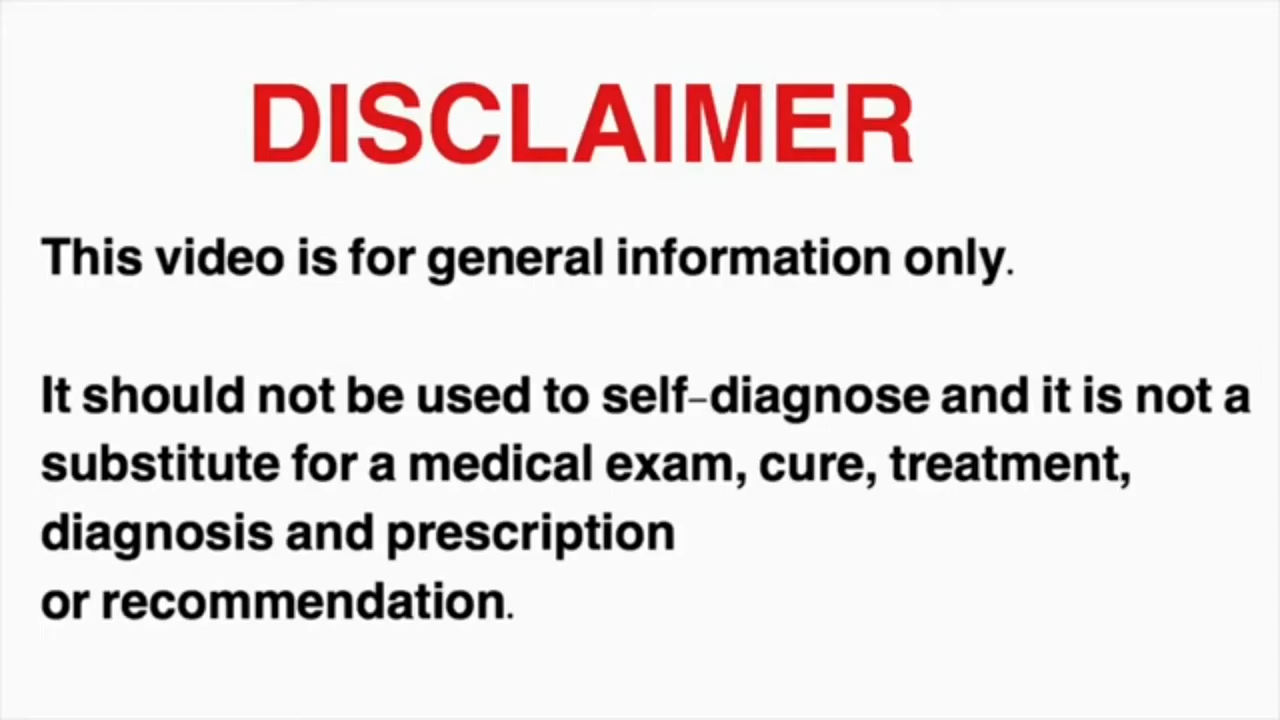 DISCLAIMER
This video is for general information only.
It should not be used to self-diagnose and it is not a
substitute for a medical exam, cure, treatment,
diagnosis and prescription
or recommendation.